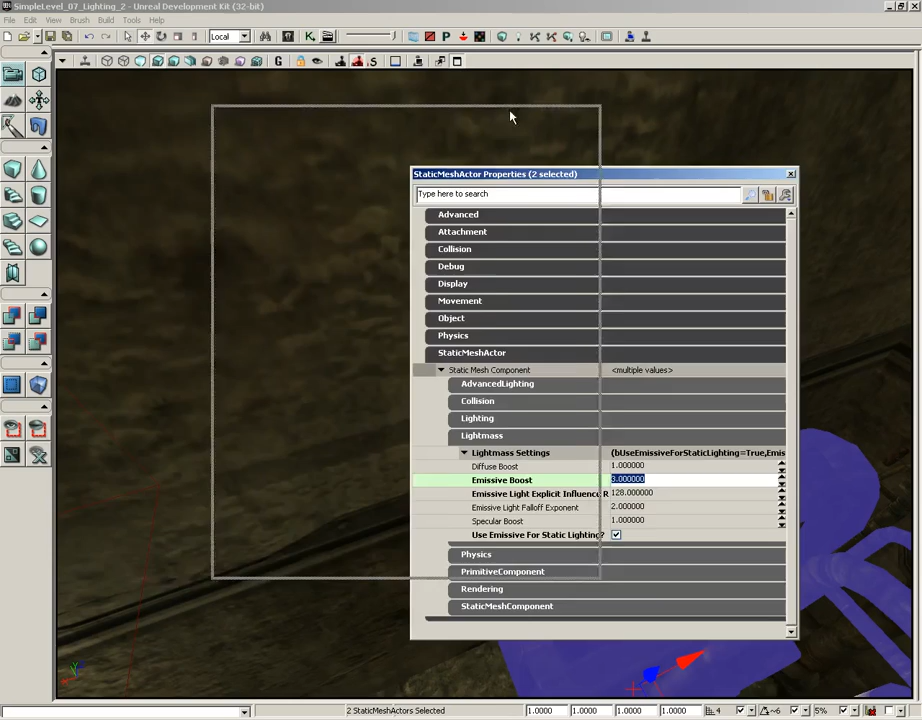 SimpleLevel_07_Lighting_2 - Unreal Development Kit (32-bit)
File Edit View Brush Build Tools Help
Local
K
P
S
G
S
StaticMeshActor Properties (2 selected)
Type here to search
Advanced
Attachment
Collision
Debug
Display
Movement
Object
Physics
StaticMeshActor
Static Mesh Component <multiple values>
AdvancedLighting
Collision
Lighting
Lightmass
Lightmass Settings (bUseEmissiveForStaticLighting=True,Emis
Diffuse Boost 1.000000
Emissive Boost 3.000000
Emissive Light Explicit Influence R 128.000000
Emissive Light Falloff Exponent 2.000000
Specular Boost 1.000000
Use Emissive For Static Lighting?
Physics
PrimitiveComponent
Rendering
StaticMeshComponent
2 StaticMeshActors Selected 1.0000 1.0000 1.0000 1.0000 4 ~6 5%